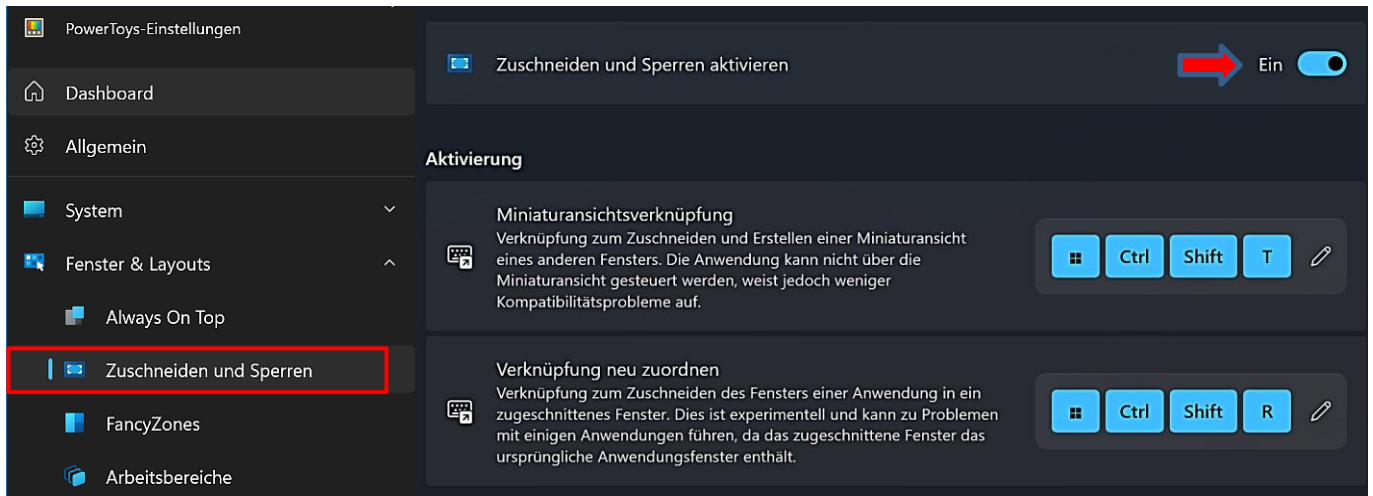 PowerToys-Einstellungen
Dashboard
Allgemein
System
Fenster & Layouts
Always On Top
Zuschneiden und Sperren
FancyZones
Arbeitsbereiche
Zuschneiden und Sperren aktivieren
Ein
Aktivierung
Miniaturansichtsverknüpfung
Verknüpfung zum Zuschneiden und Erstellen einer Miniaturansicht
eines anderen Fensters. Die Anwendung kann nicht über die
Miniaturansicht gesteuert werden, weist jedoch weniger
Kompatibilitätsprobleme auf.
Ctrl Shift T
Verknüpfung neu zuordnen
Verknüpfung zum Zuschneiden des Fensters einer Anwendung in ein
zugeschnittenes Fenster. Dies ist experimentell und kann zu Problemen
mit einigen Anwendungen führen, da das zugeschnittene Fenster das
ursprüngliche Anwendungsfenster enthält.
Ctrl Shift R